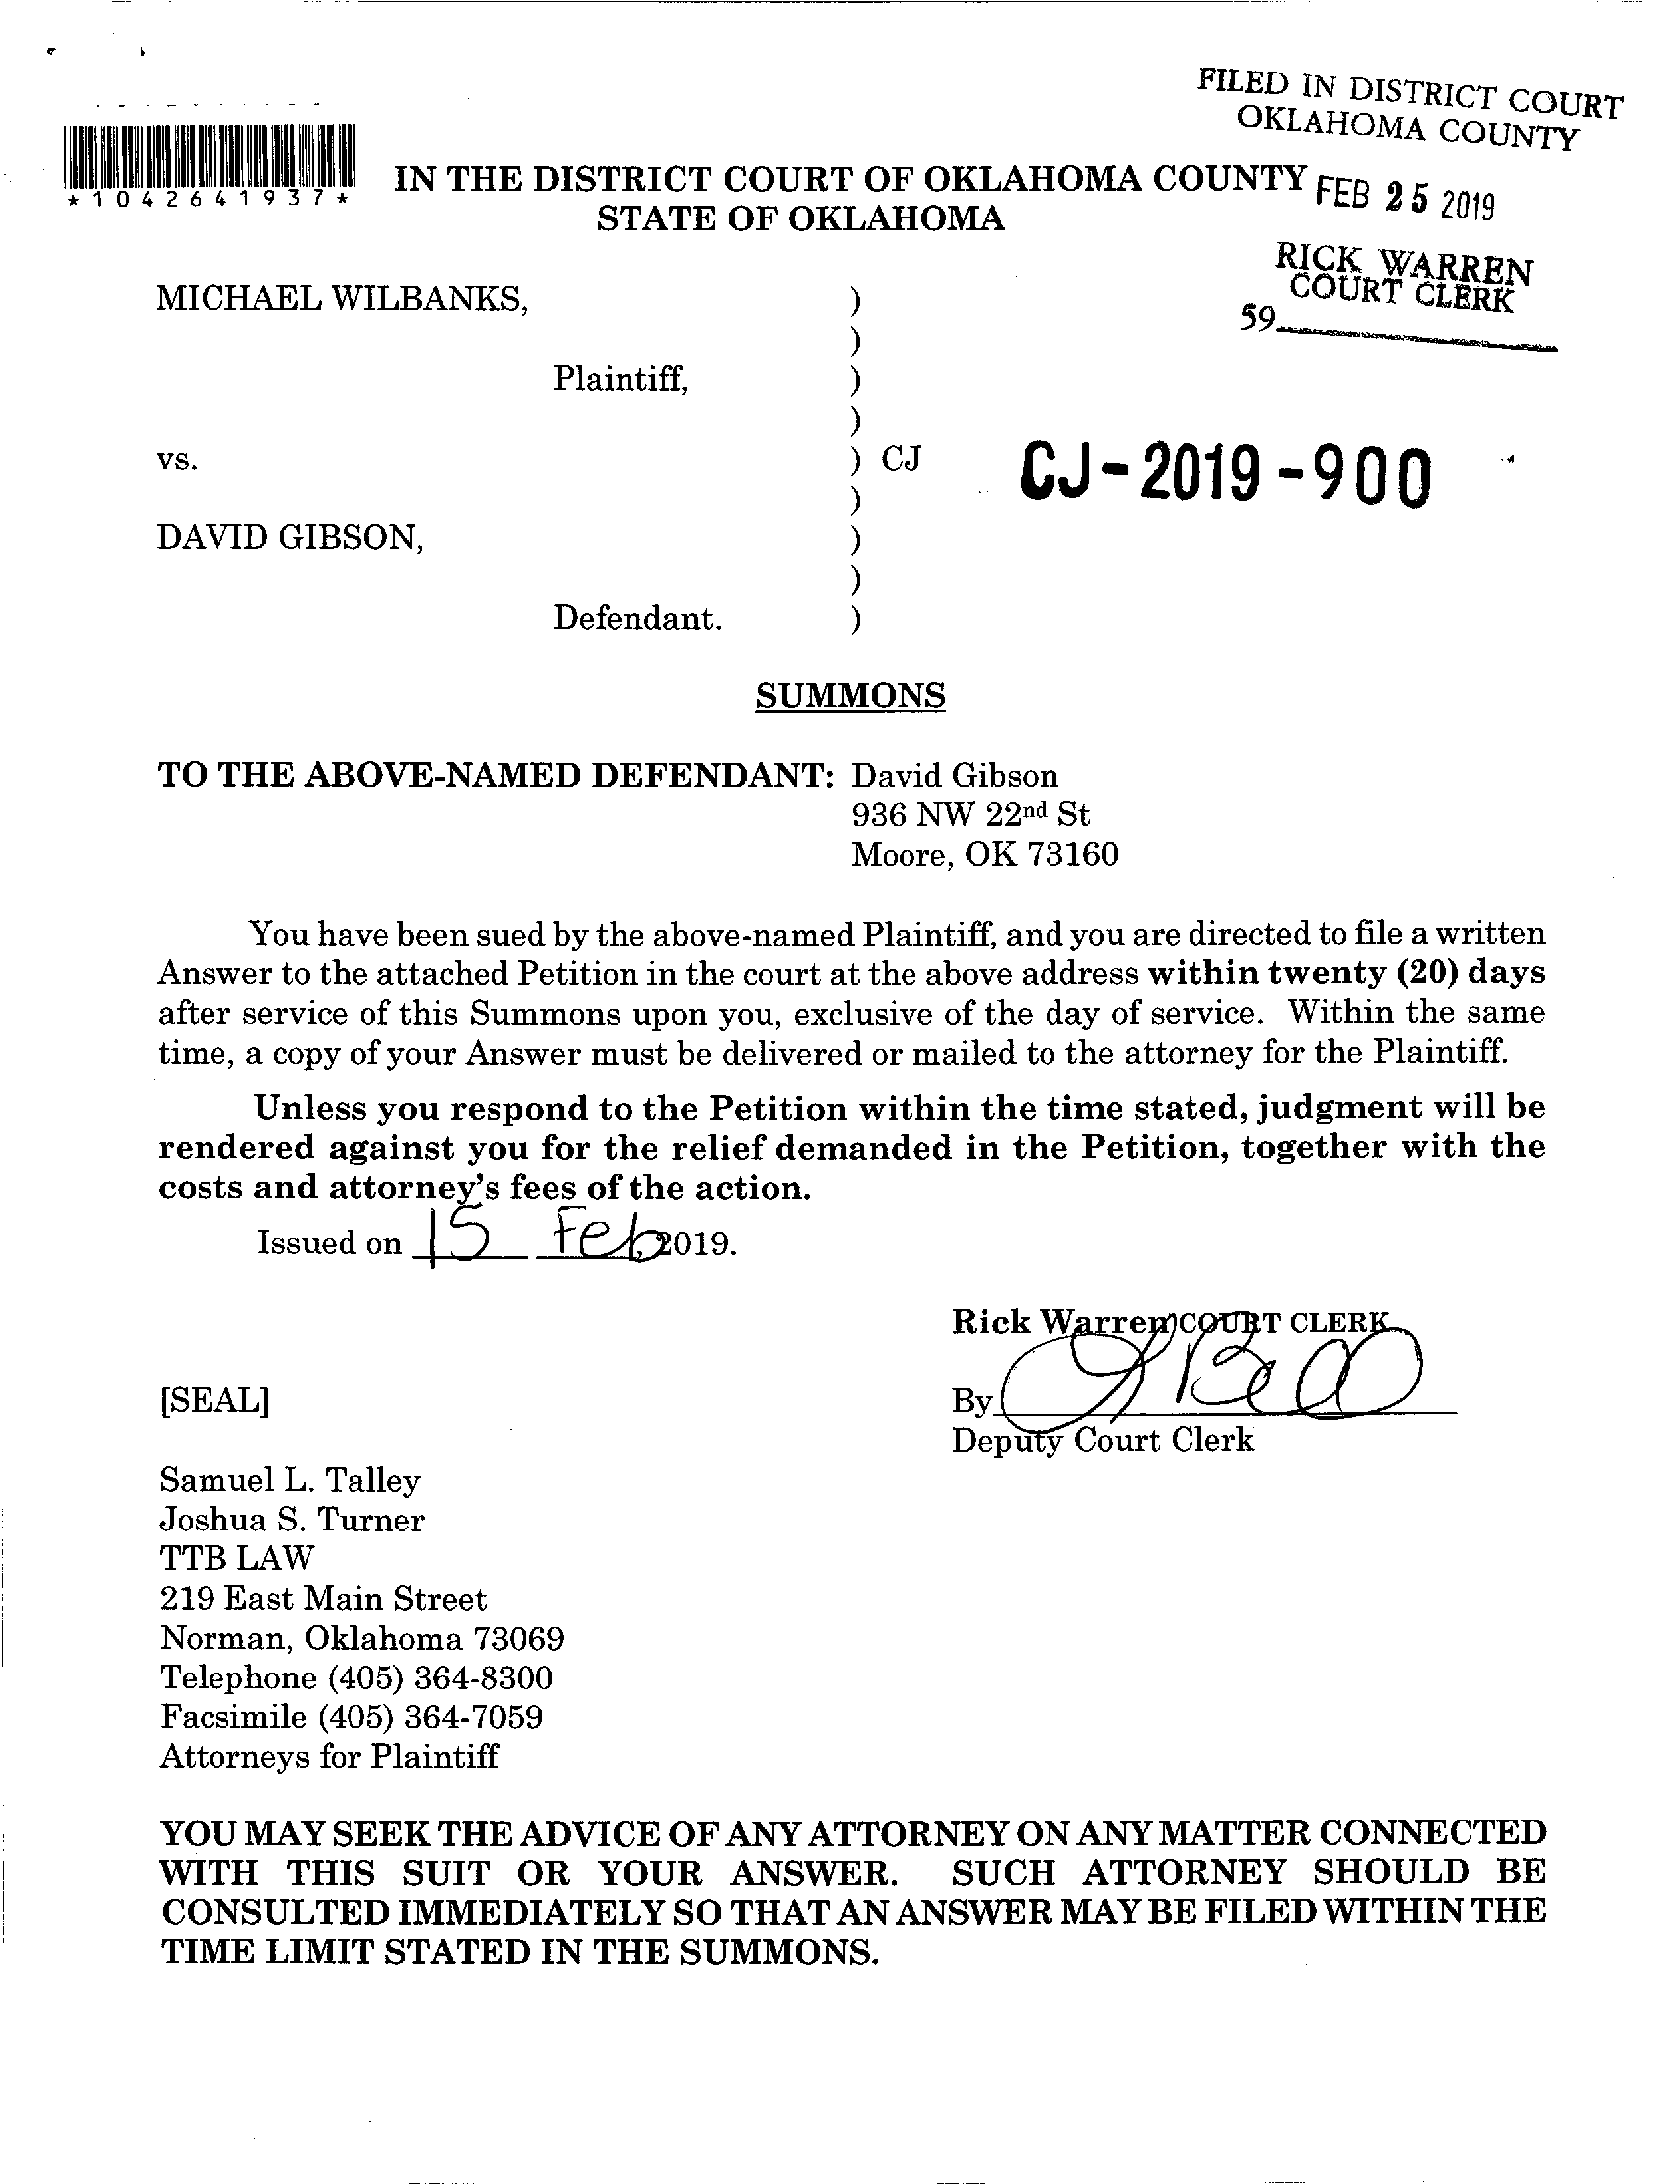 FILED IN DISTRICT COURT
OKLAHOMA COUNTY
*1042641937*
IN THE DISTRICT COURT OF OKLAHOMA COUNTY
STATE OF OKLAHOMA
FEB 25 2019
RICK WARREN
COURT CLERK
59
MICHAEL WILBANKS, )
)
Plaintiff, )
)
vs. ) CJ CJ-2019-900
)
DAVID GIBSON, )
)
Defendant. )
SUMMONS
TO THE ABOVE-NAMED DEFENDANT: David Gibson
936 NW 22nd St
Moore, OK 73160
You have been sued by the above-named Plaintiff, and you are directed to file a written
Answer to the attached Petition in the court at the above address within twenty (20) days
after service of this Summons upon you, exclusive of the day of service. Within the same
time, a copy of your Answer must be delivered or mailed to the attorney for the Plaintiff.
Unless you respond to the Petition within the time stated, judgment will be
rendered against you for the relief demanded in the Petition, together with the
costs and attorney's fees of the action.
Issued on 15 Feb, 2019.
Rick Warren COURT CLERK
[SEAL]
By
Deputy Court Clerk
Samuel L. Talley
Joshua S. Turner
TTB LAW
219 East Main Street
Norman, Oklahoma 73069
Telephone (405) 364-8300
Facsimile (405) 364-7059
Attorneys for Plaintiff
YOU MAY SEEK THE ADVICE OF ANY ATTORNEY ON ANY MATTER CONNECTED
WITH THIS SUIT OR YOUR ANSWER. SUCH ATTORNEY SHOULD BE
CONSULTED IMMEDIATELY SO THAT AN ANSWER MAY BE FILED WITHIN THE
TIME LIMIT STATED IN THE SUMMONS.